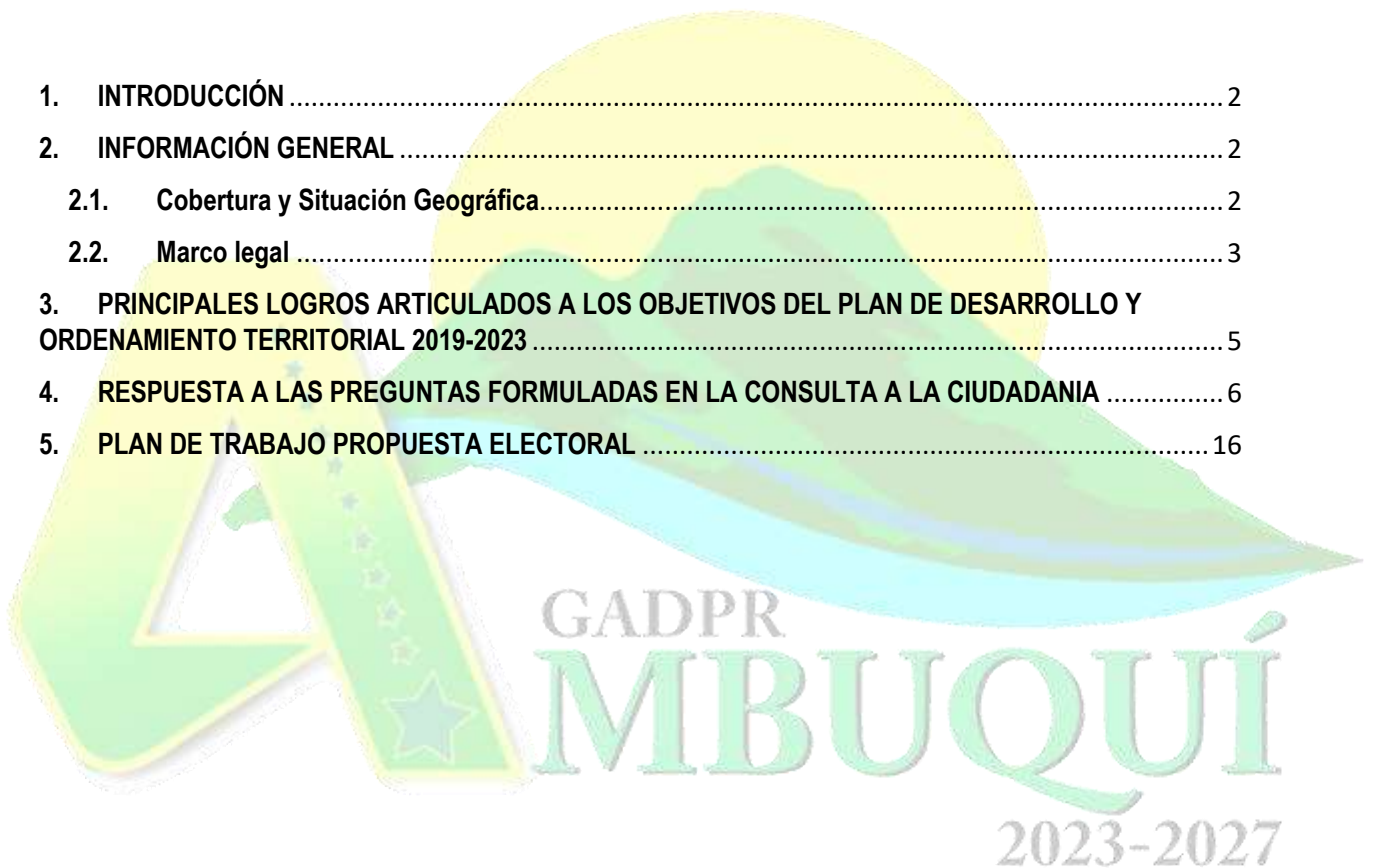 1. INTRODUCCIÓN ........ 2
2. INFORMACIÓN GENERAL ........ 2
2.1. Cobertura y Situación Geográfica ........ 2
2.2. Marco legal ........ 3
3. PRINCIPALES LOGROS ARTICULADOS A LOS OBJETIVOS DEL PLAN DE DESARROLLO Y
ORDENAMIENTO TERRITORIAL 2019-2023 ........ 5
4. RESPUESTA A LAS PREGUNTAS FORMULADAS EN LA CONSULTA A LA CIUDADANIA ........ 6
5. PLAN DE TRABAJO PROPUESTA ELECTORAL ........ 16
GADPR
AMBUQUÍ
2023-2027